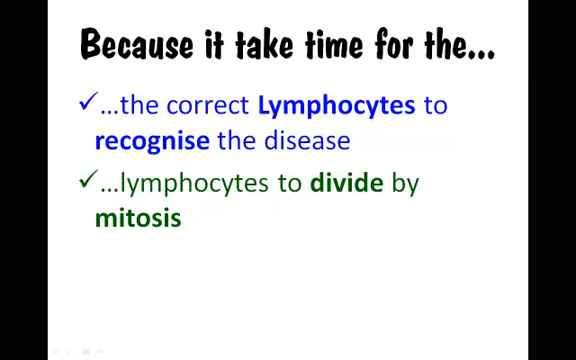 Because it take time for the...
✓ ...the correct Lymphocytes to
recognise the disease
✓ ...lymphocytes to divide by
mitosis